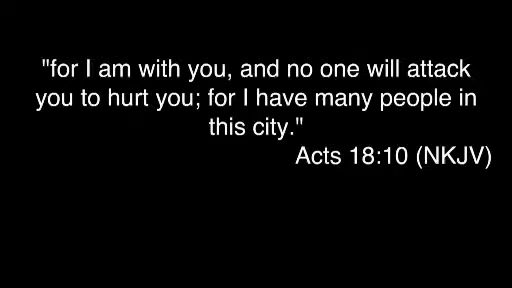 "for I am with you, and no one will attack
you to hurt you; for I have many people in
this city."
Acts 18:10 (NKJV)